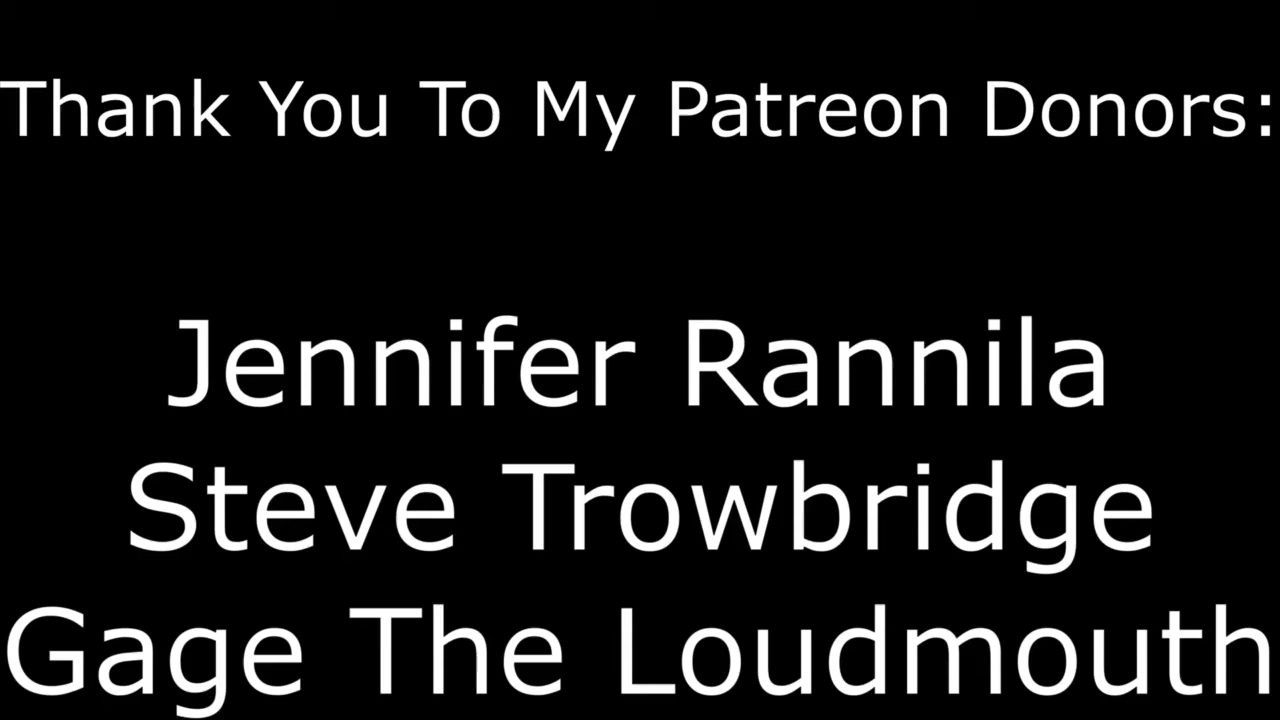 Thank You To My Patreon Donors:
Jennifer Rannila
Steve Trowbridge
Gage The Loudmouth